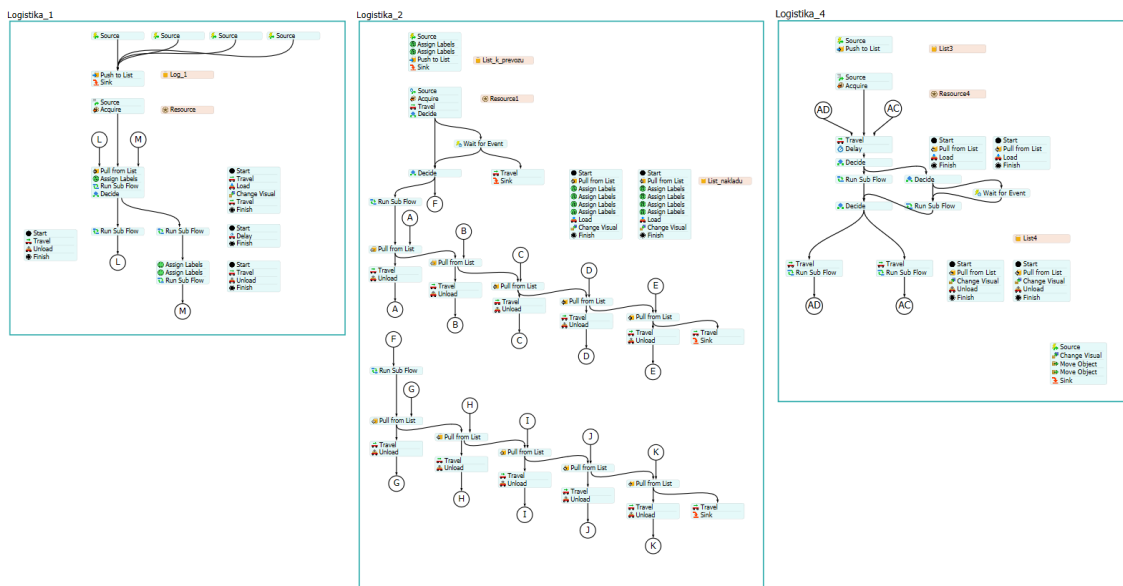 Logistika_1
Source
Source
Source
Source
Push to List
Sink
Log_1
Source
Acquire
Resource
L
M
Pull from List
Assign Labels
Run Sub Flow
Decide
Start
Travel
Load
Change Visual
Travel
Finish
Run Sub Flow
Run Sub Flow
Start
Delay
Finish
Start
Travel
Unload
Finish
L
Assign Labels
Assign Labels
Run Sub Flow
Start
Travel
Unload
Finish
M
Logistika_2
Source
Assign Labels
Assign Labels
Push to List
Sink
List_k_prevozu
Source
Acquire
Travel
Decide
Resource1
Wait for Event
Decide
Travel
Sink
F
Start
Pull from List
Assign Labels
Assign Labels
Assign Labels
Load
Change Visual
Finish
Start
Pull from List
Assign Labels
Assign Labels
Assign Labels
Load
Change Visual
Finish
List_nakladu
Run Sub Flow
A
B
C
D
E
Pull from List
Pull from List
Pull from List
Pull from List
Pull from List
Travel
Unload
Travel
Unload
Travel
Unload
Travel
Unload
Travel
Unload
Travel
Sink
A
B
C
D
E
F
Run Sub Flow
G
H
I
J
K
Pull from List
Pull from List
Pull from List
Pull from List
Pull from List
Travel
Unload
Travel
Unload
Travel
Unload
Travel
Unload
Travel
Unload
Travel
Sink
G
H
I
J
K
Logistika_4
Source
Push to List
List3
Source
Acquire
Resource4
AD
AC
Travel
Delay
Start
Pull from List
Load
Finish
Start
Pull from List
Load
Finish
Decide
Run Sub Flow
Decide
Wait for Event
Decide
Run Sub Flow
List4
Travel
Run Sub Flow
Travel
Run Sub Flow
Start
Pull from List
Change Visual
Unload
Finish
Start
Pull from List
Change Visual
Unload
Finish
AD
AC
Source
Change Visual
Move Object
Move Object
Sink